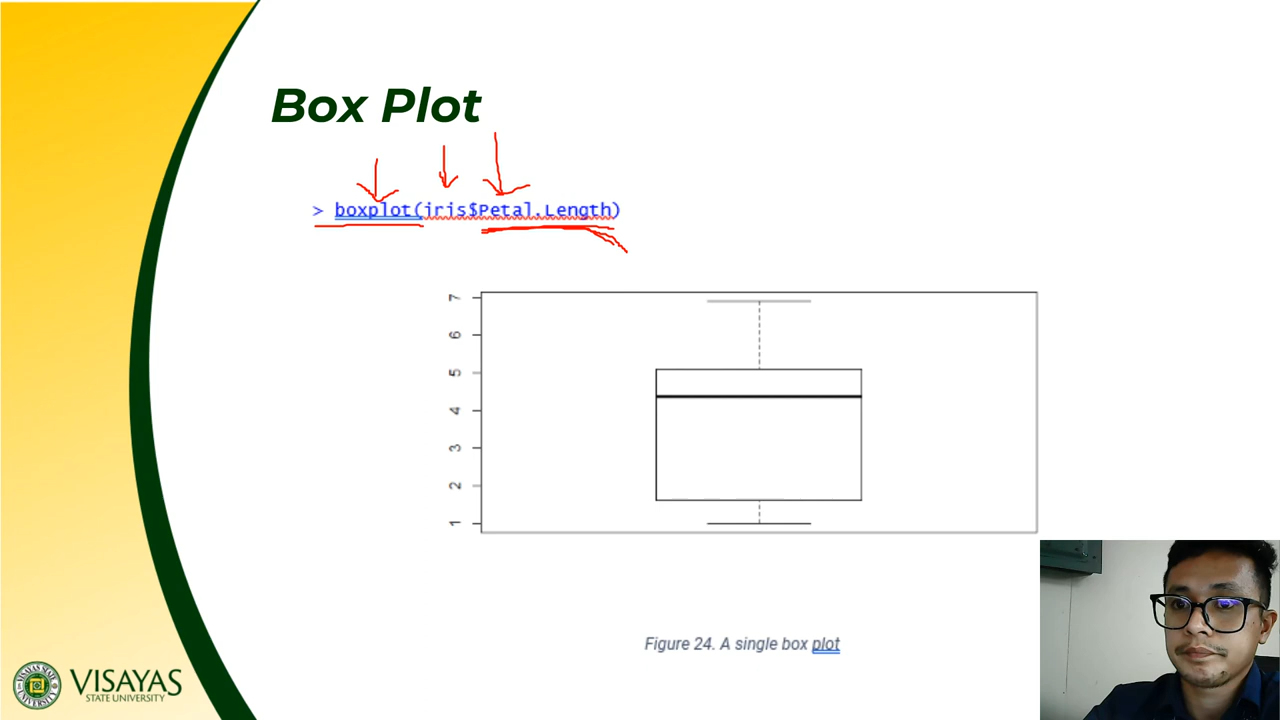 Box Plot
> boxplot(iris$Petal.Length)
7
6
5
4
3
2
1
Figure 24. A single box plot
VISAYAS
STATE UNIVERSITY